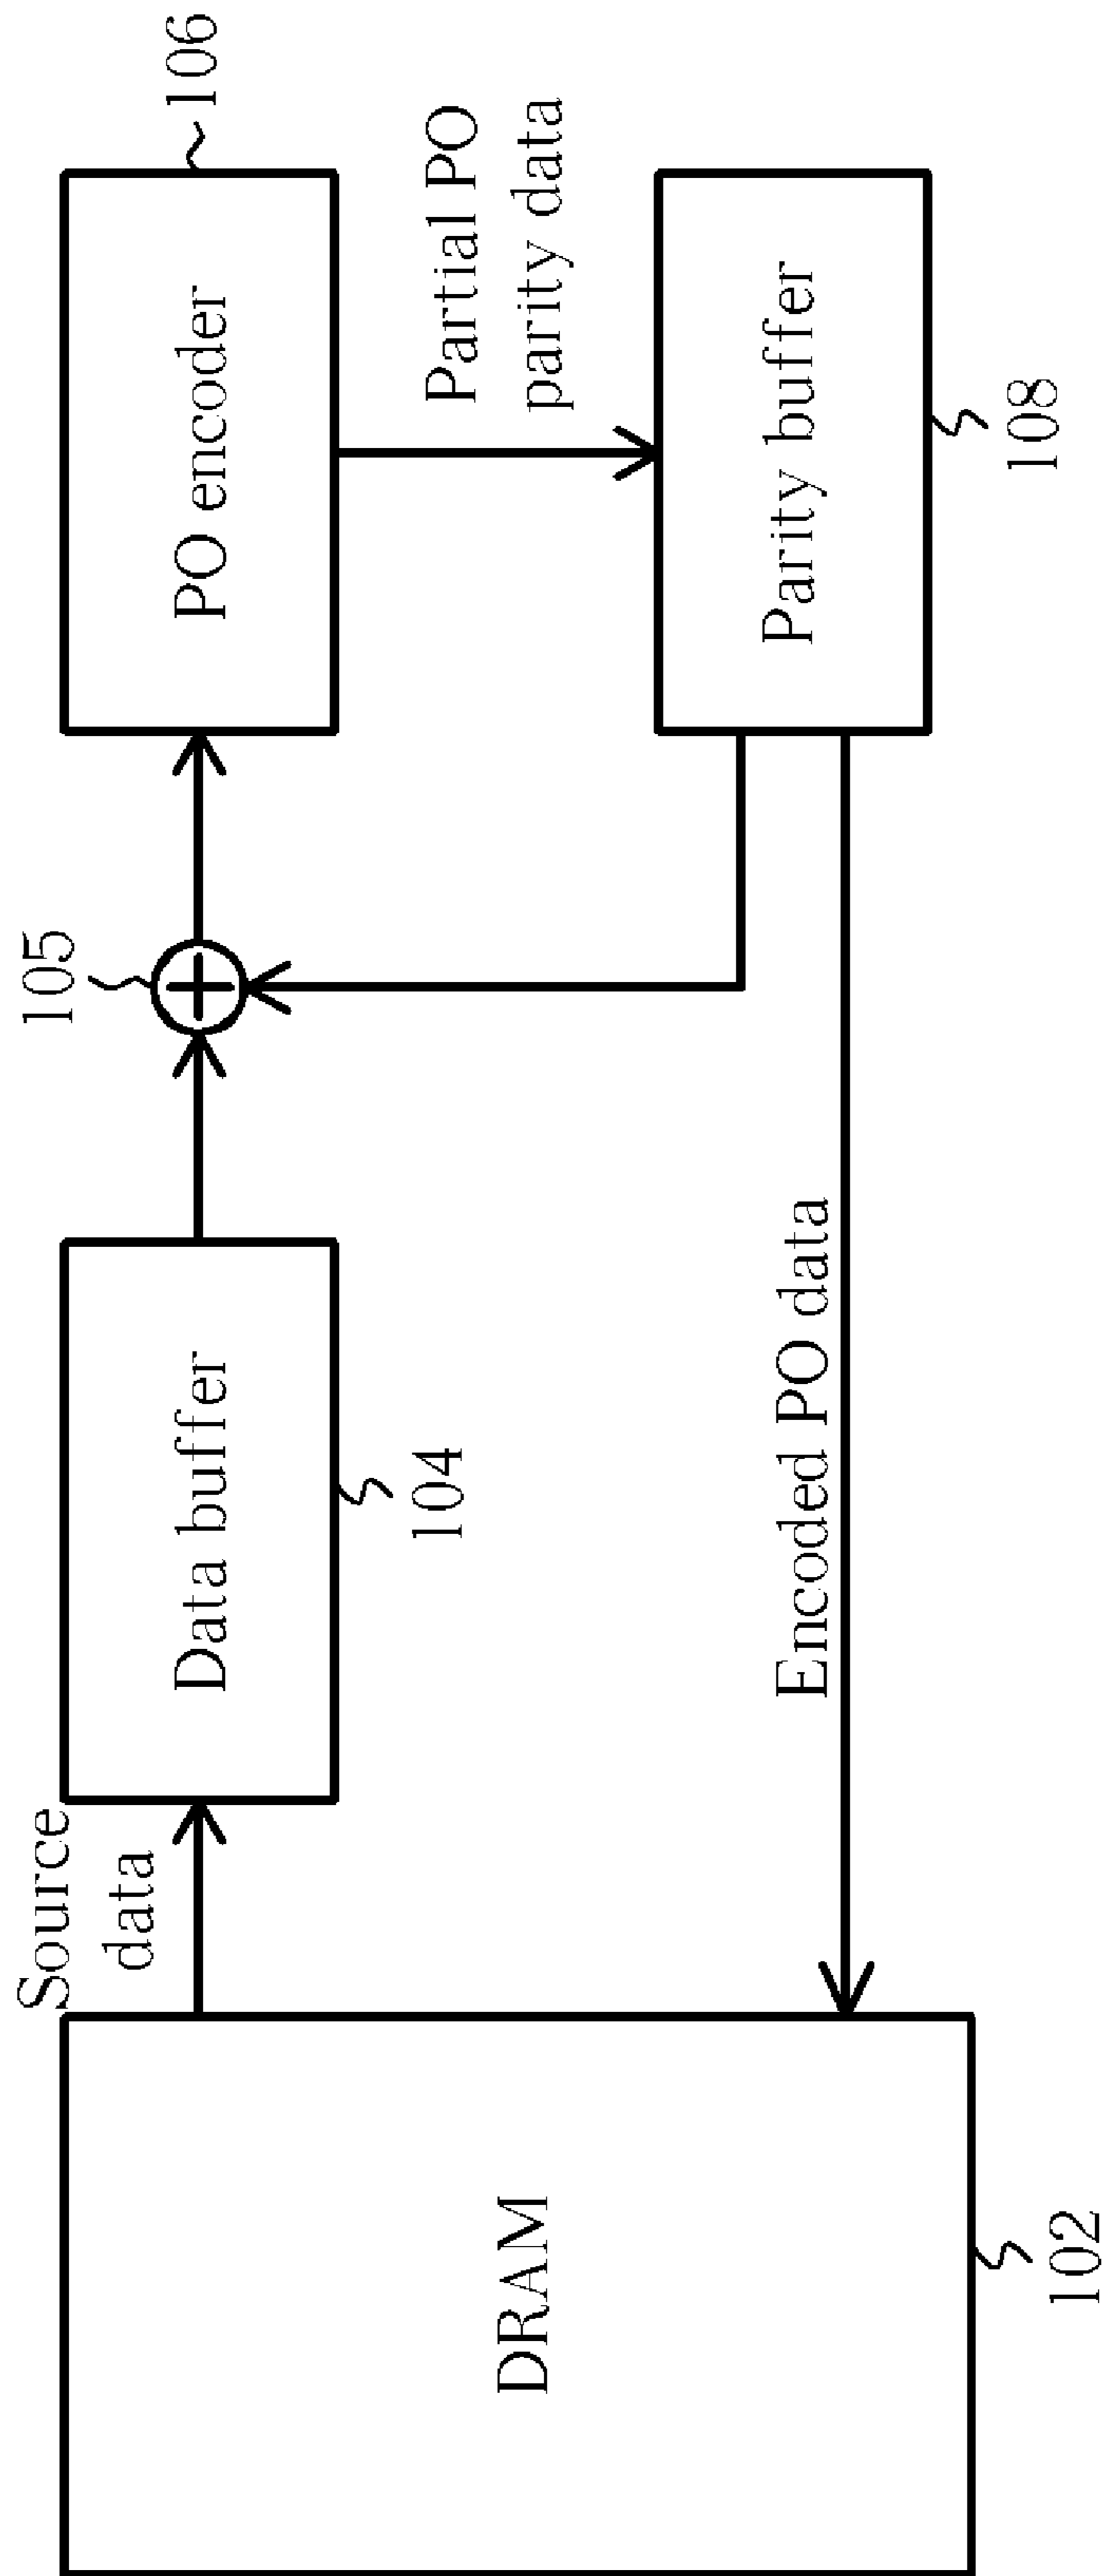 Source
data
Data buffer
104
105
PO encoder
106
Partial PO
parity data
Parity buffer
108
Encoded PO data
DRAM
102